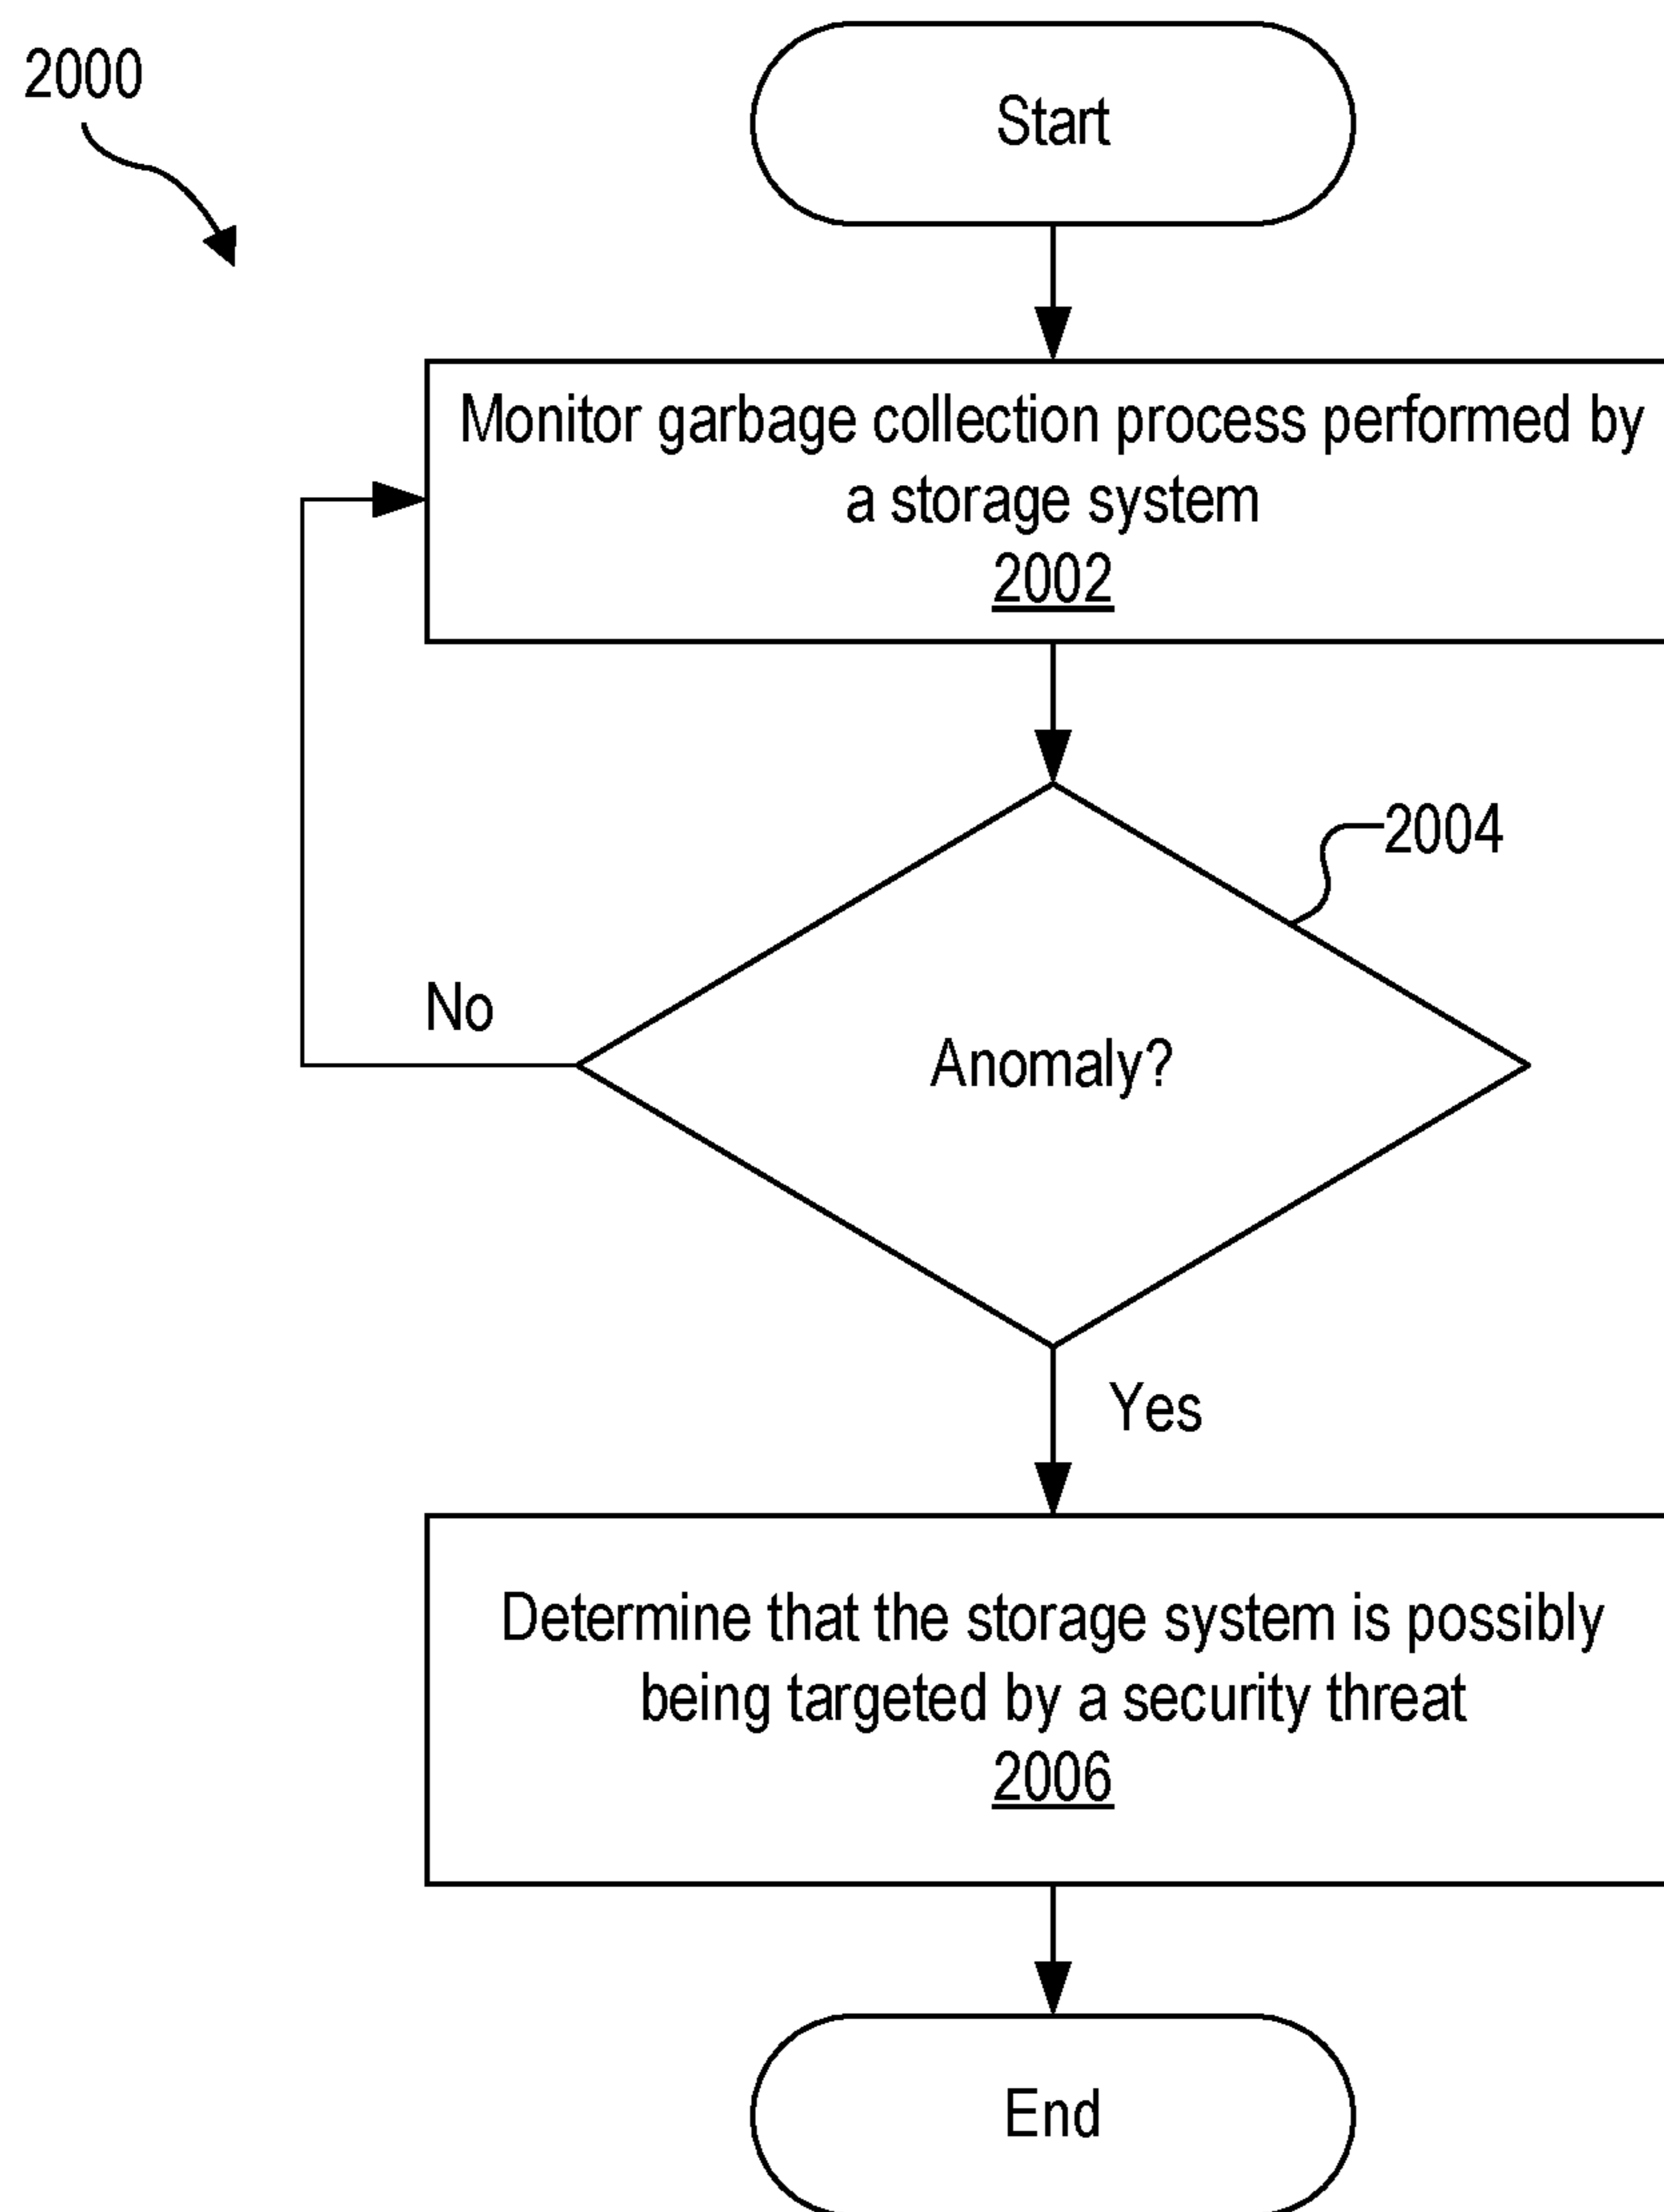 2000
Start
Monitor garbage collection process performed by
a storage system
2002
2004
No
Anomaly?
Yes
Determine that the storage system is possibly
being targeted by a security threat
2006
End